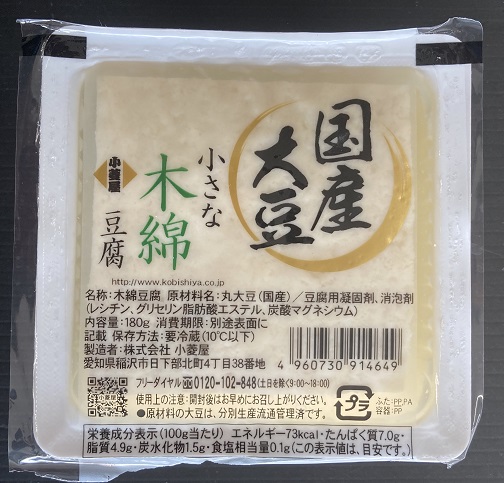 国産
大豆
小さな
木綿
豆腐
小菱屋
http://www.kobishiya.co.jp/
名称:木綿豆腐 原材料名:丸大豆(国産)/豆腐用凝固剤、消泡剤
(レシチン、グリセリン脂肪酸エステル、炭酸マグネシウム)
内容量:180g 消費期限:別途表面に
記載 保存方法:要冷蔵(10℃以下)
製造者:株式会社 小菱屋
愛知県稲沢市日下部北町4丁目38番地
4 960730 914649
フリーダイヤル 0120-102-848(土日を除く9:00〜18:00)
使用上の注意:開封後はお早めにお召し上がりください。
●原材料の大豆は、分別生産流通管理済です。
小菱屋
プラ
ふた:PP,PA
容器:PP
栄養成分表示(100g当たり) エネルギー73kcal・たんぱく質7.0g・
脂質4.9g・炭水化物1.5g・食塩相当量0.1g(この表示値は、目安です。)